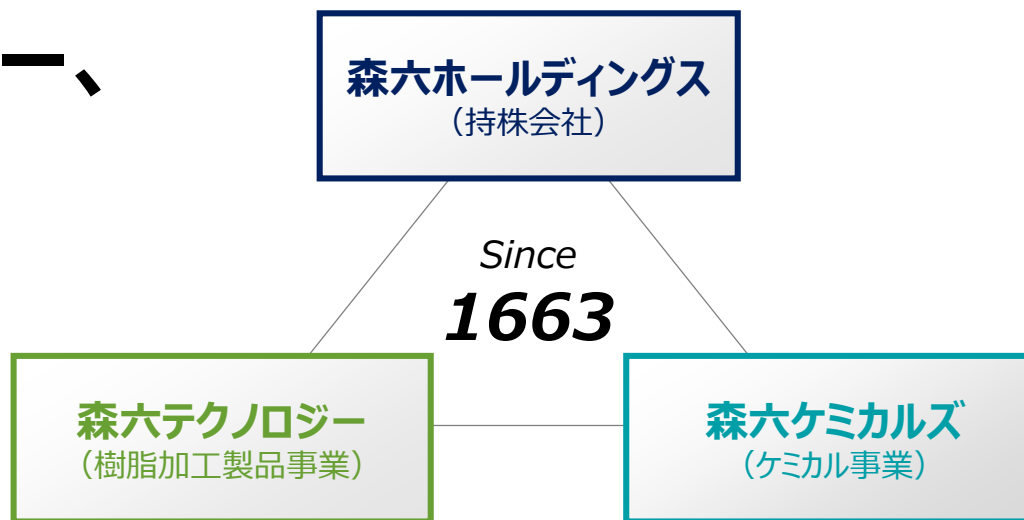 ー、
森六ホールディングス
（持株会社）
Since
1663
森六テクノロジー
（樹脂加工製品事業）
森六ケミカルズ
（ケミカル事業）